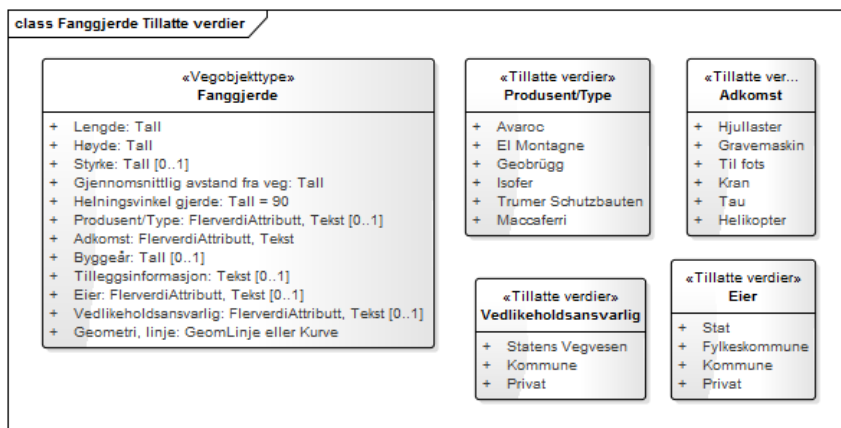 class Fanggjerde Tillatte verdier
«Vegobjekttype»
Fanggjerde
+ Lengde: Tall
+ Høyde: Tall
+ Styrke: Tall [0..1]
+ Gjennomsnittlig avstand fra veg: Tall
+ Helningsvinkel gjerde: Tall = 90
+ Produsent/Type: FlerverdiAttributt, Tekst [0..1]
+ Adkomst: FlerverdiAttributt, Tekst
+ Byggeår: Tall [0..1]
+ Tilleggsinformasjon: Tekst [0..1]
+ Eier: FlerverdiAttributt, Tekst [0..1]
+ Vedlikeholdsansvarlig: FlerverdiAttributt, Tekst [0..1]
+ Geometri, linje: GeomLinje eller Kurve
«Tillatte verdier»
Produsent/Type
+ Avaroc
+ El Montagne
+ Geobrügg
+ Isofer
+ Trumer Schutzbauten
+ Maccaferri
«Tillatte ver...
Adkomst
+ Hjullaster
+ Gravemaskin
+ Til fots
+ Kran
+ Tau
+ Helikopter
«Tillatte verdier»
Vedlikeholdsansvarlig
+ Statens Vegvesen
+ Kommune
+ Privat
«Tillatte verdier»
Eier
+ Stat
+ Fylkeskommune
+ Kommune
+ Privat